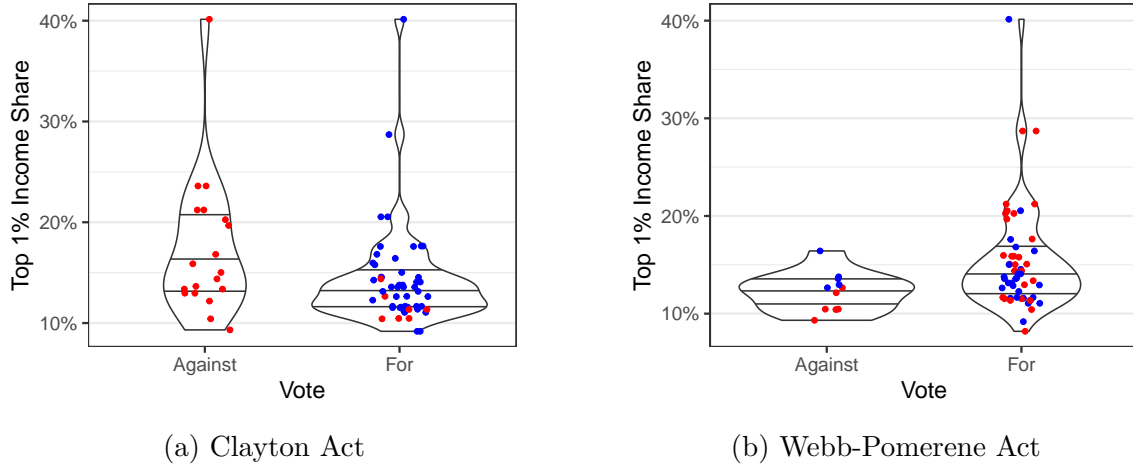 40%
30%
20%
10%
Top 1% Income Share
Against
For
Vote
(a) Clayton Act
40%
30%
20%
10%
Top 1% Income Share
Against
For
Vote
(b) Webb-Pomerene Act